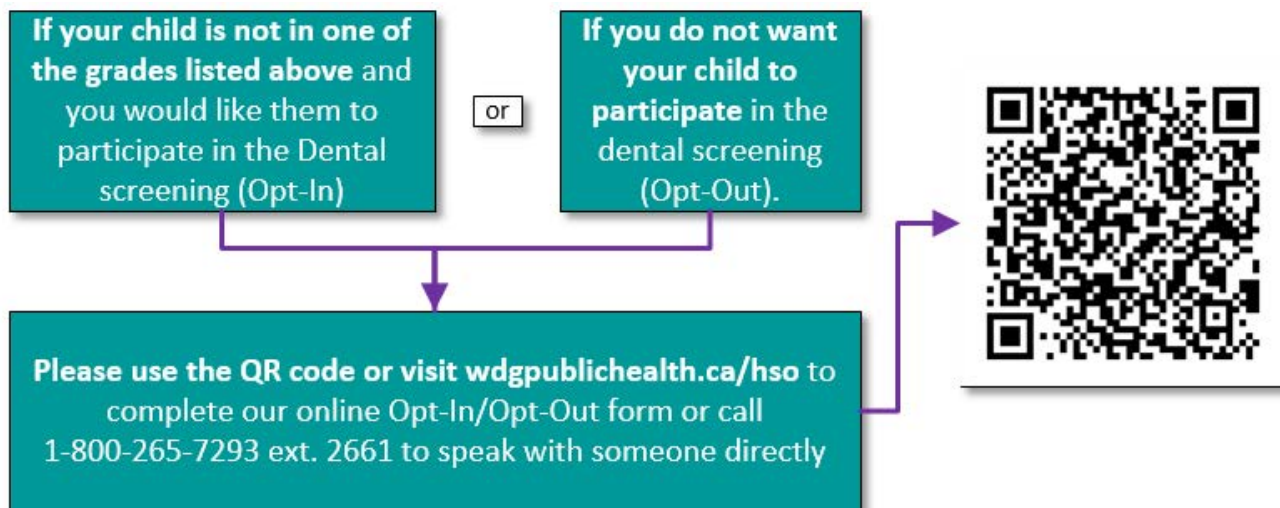 If your child is not in one of
the grades listed above and
you would like them to
participate in the Dental
screening (Opt-In)
or
If you do not want
your child to
participate in the
dental screening
(Opt-Out).
Please use the QR code or visit wdgpublichealth.ca/hso to
complete our online Opt-In/Opt-Out form or call
1-800-265-7293 ext. 2661 to speak with someone directly